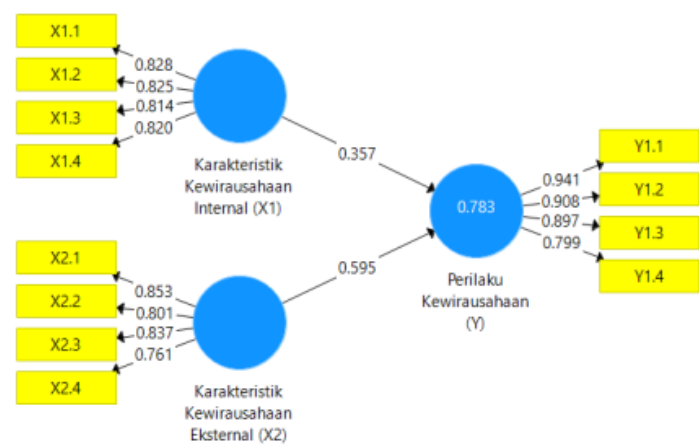 X1.1
X1.2
X1.3
X1.4
0.828
0.825
0.814
0.820
Karakteristik
Kewirausahaan
Internal (X1)
0.357
X2.1
X2.2
X2.3
X2.4
0.853
0.801
0.837
0.761
Karakteristik
Kewirausahaan
Eksternal (X2)
0.595
0.783
Perilaku
Kewirausahaan
(Y)
0.941
0.908
0.897
0.799
Y1.1
Y1.2
Y1.3
Y1.4